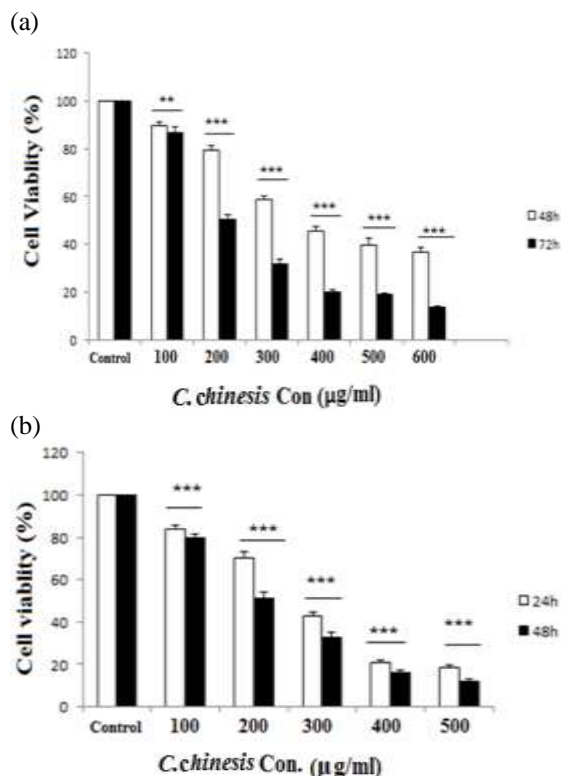 (a)
120
100
80
60
40
20
0
Cell Viablity (%)
** *** *** *** *** ***
48h
72h
Control 100 200 300 400 500 600
C.chinesis Con (µg/ml)
(b)
120
100
80
60
40
20
0
Cell viablity (%)
*** *** *** *** ***
24h
48h
Control 100 200 300 400 500
C.chinesis Con. (µg/ml)